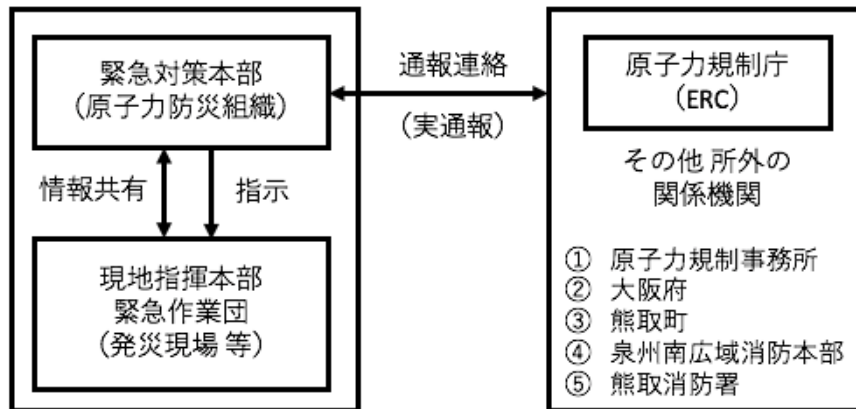 緊急対策本部
（原子力防災組織）
情報共有
指示
現地指揮本部
緊急作業団
（発災現場 等）
通報連絡
（実通報）
原子力規制庁
（ERC）
その他 所外の
関係機関
① 原子力規制事務所
② 大阪府
③ 熊取町
④ 泉州南広域消防本部
⑤ 熊取消防署